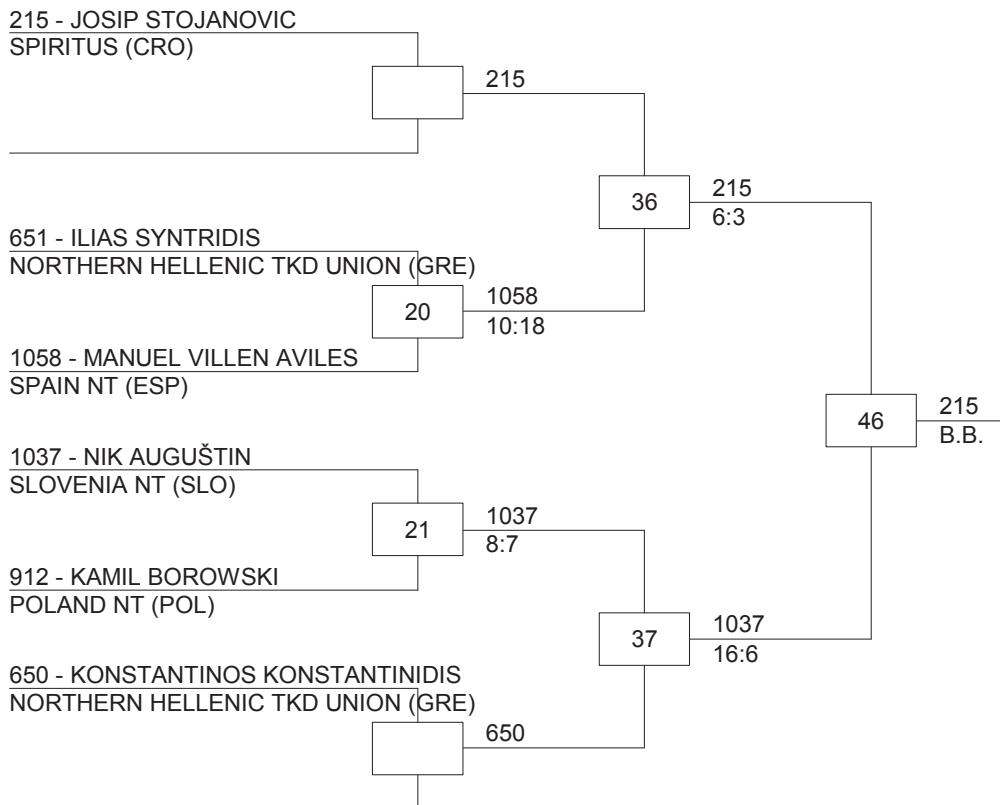 215 - JOSIP STOJANOVIC
SPIRITUS (CRO)
215
36
215
6:3
651 - ILIAS SYNTRIDIS
NORTHERN HELLENIC TKD UNION (GRE)
20
1058
10:18
1058 - MANUEL VILLEN AVILES
SPAIN NT (ESP)
46
215
B.B.
1037 - NIK AUGUŠTIN
SLOVENIA NT (SLO)
21
1037
8:7
912 - KAMIL BOROWSKI
POLAND NT (POL)
37
1037
16:6
650 - KONSTANTINOS KONSTANTINIDIS
NORTHERN HELLENIC TKD UNION (GRE)
650